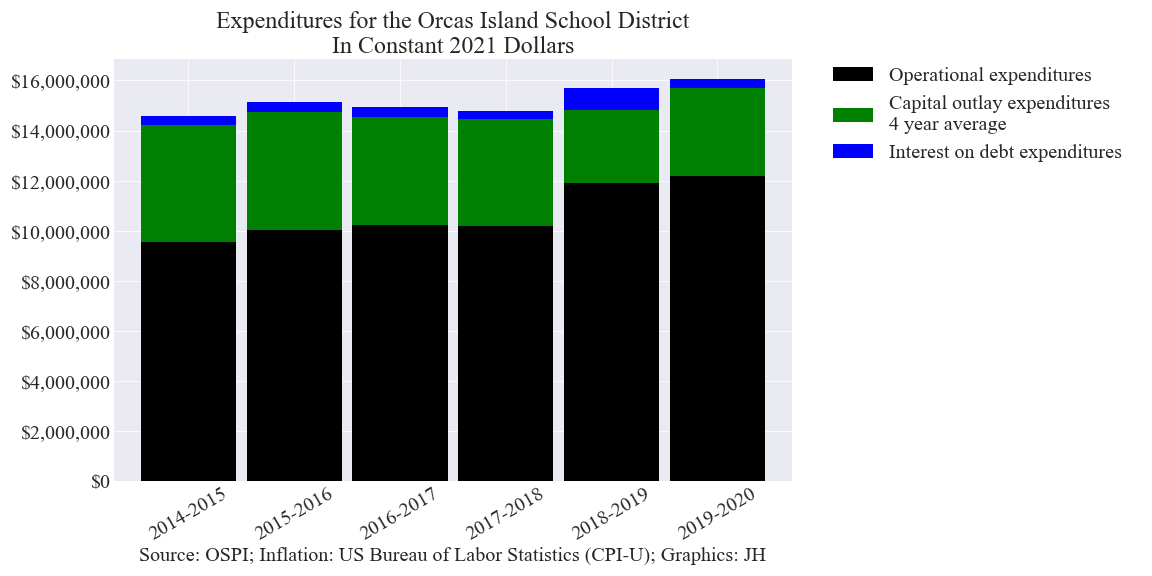 Expenditures for the Orcas Island School District
In Constant 2021 Dollars
$16,000,000
$14,000,000
$12,000,000
$10,000,000
$8,000,000
$6,000,000
$4,000,000
$2,000,000
$0
2014-2015
2015-2016
2016-2017
2017-2018
2018-2019
2019-2020
Source: OSPI; Inflation: US Bureau of Labor Statistics (CPI-U); Graphics: JH
Operational expenditures
Capital outlay expenditures
4 year average
Interest on debt expenditures